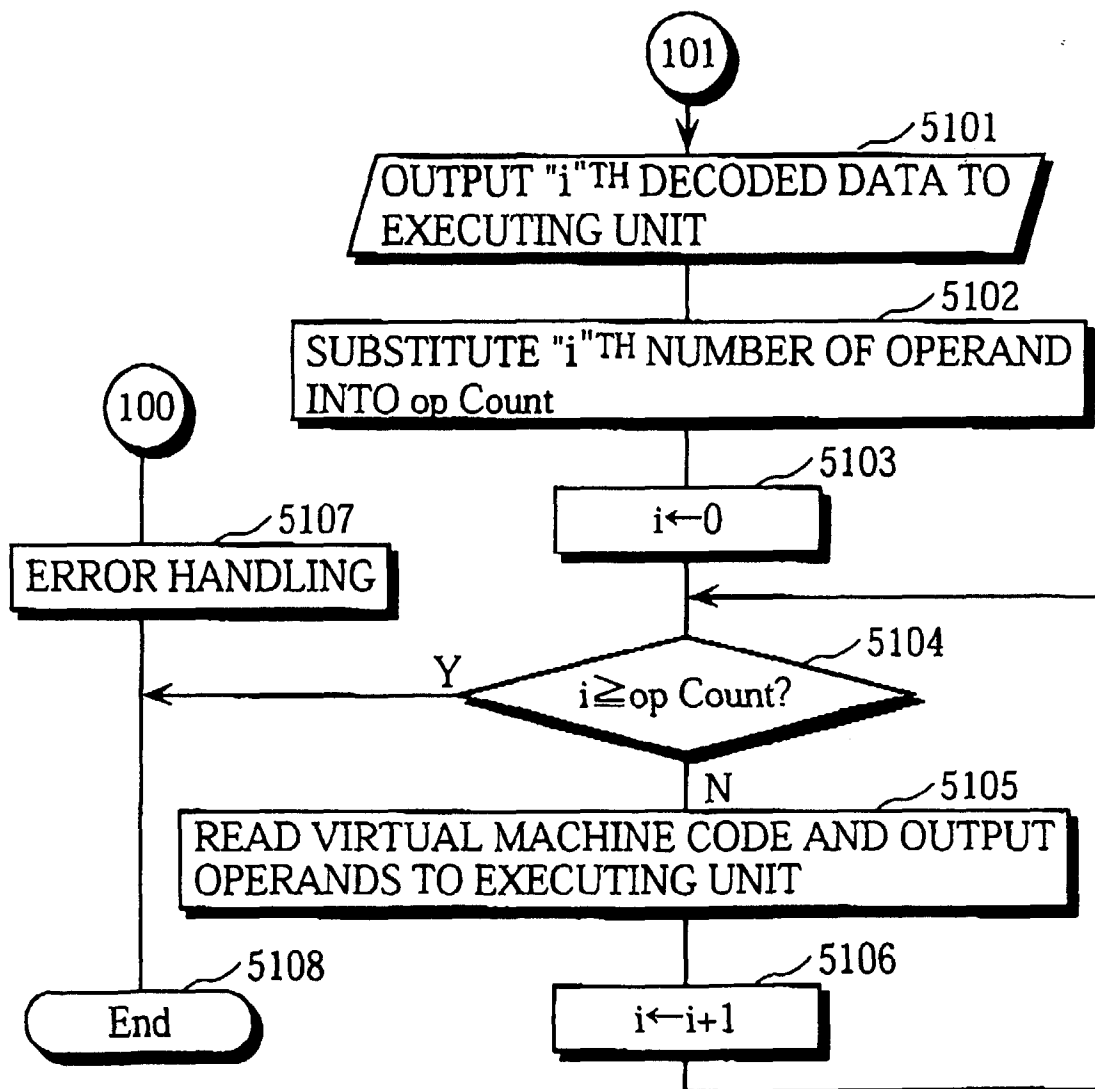 101
5101
OUTPUT "i"TH DECODED DATA TO
EXECUTING UNIT
5102
SUBSTITUTE "i"TH NUMBER OF OPERAND
INTO op Count
100
5103
i←0
5107
ERROR HANDLING
5104
Y
i≧op Count?
N
5105
READ VIRTUAL MACHINE CODE AND OUTPUT
OPERANDS TO EXECUTING UNIT
5108
End
5106
i←i+1